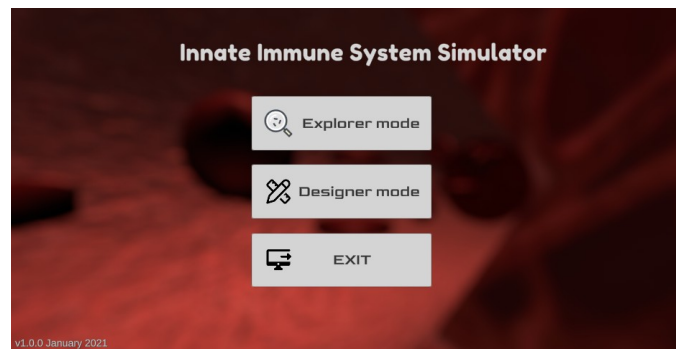 Innate Immune System Simulator
Explorer mode
Designer mode
EXIT
v1.0.0 January 2021